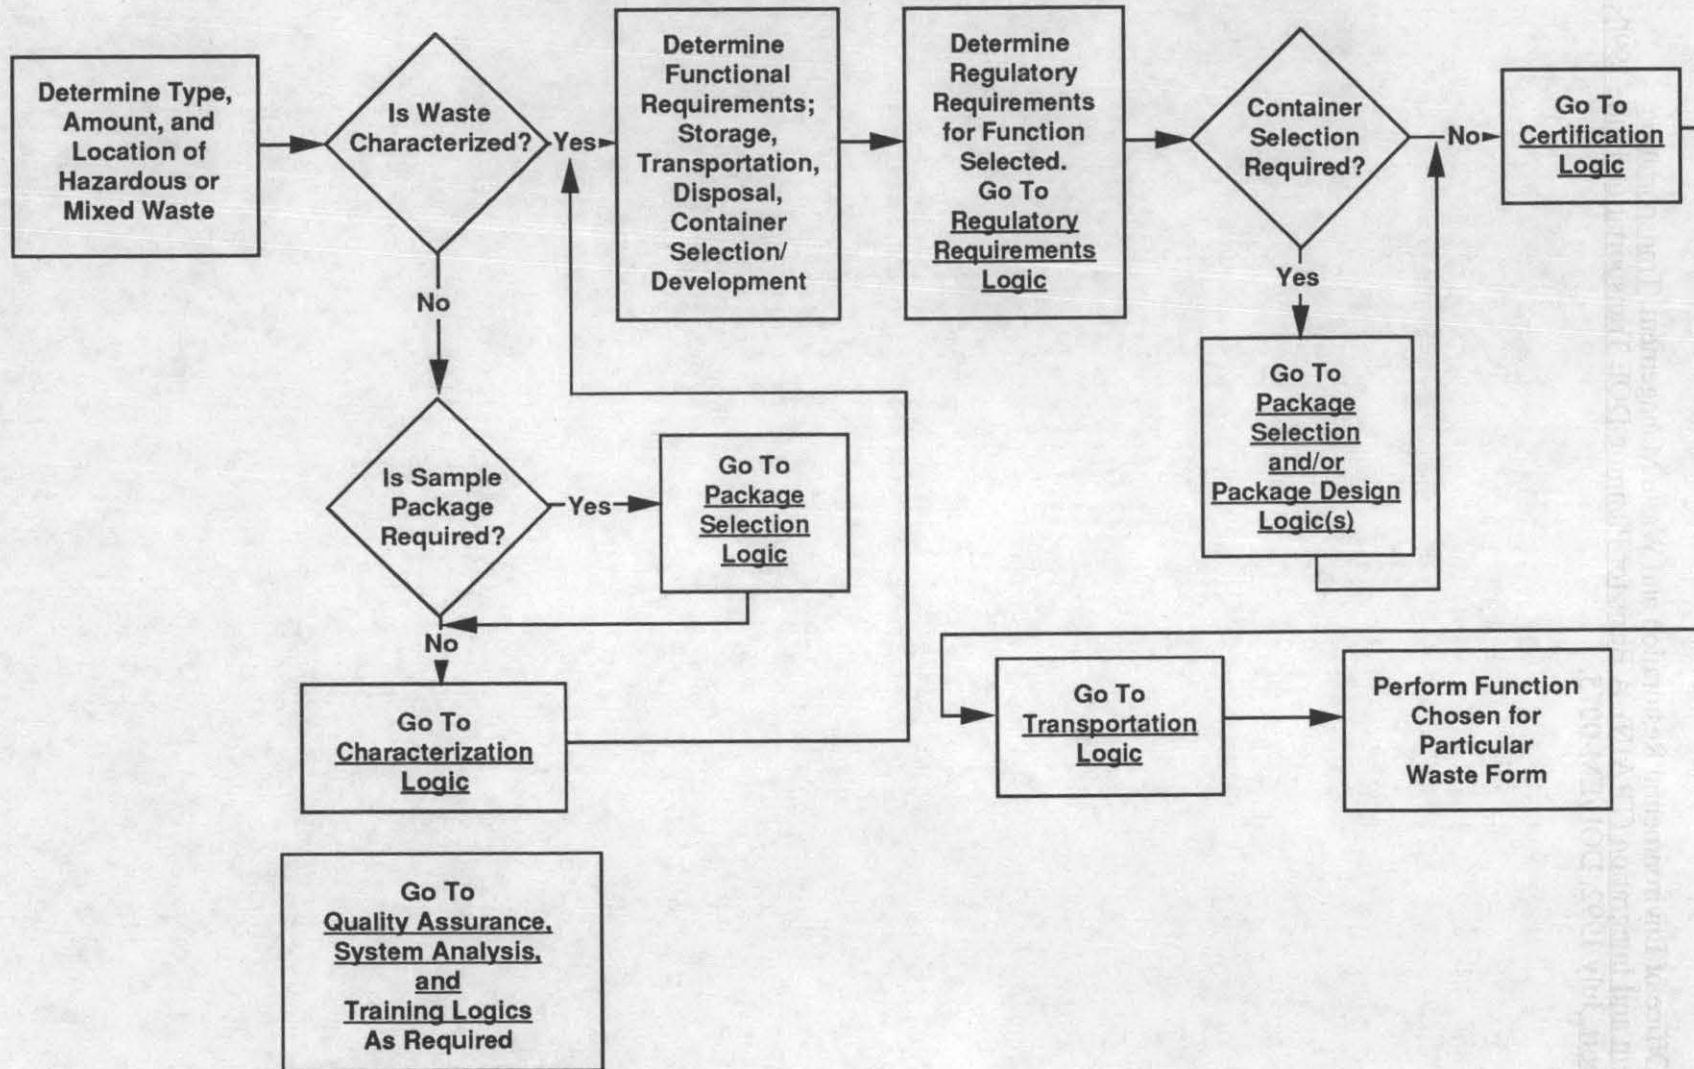 Determine Type,
Amount, and
Location of
Hazardous or
Mixed Waste
Is Waste
Characterized?
Yes
No
Determine
Functional
Requirements;
Storage,
Transportation,
Disposal,
Container
Selection/
Development
Determine
Regulatory
Requirements
for Function
Selected.
Go To
Regulatory
Requirements
Logic
Container
Selection
Required?
No
Yes
Go To
Certification
Logic
Go To
Package
Selection
and/or
Package Design
Logic(s)
Is Sample
Package
Required?
Yes
No
Go To
Package
Selection
Logic
Go To
Characterization
Logic
Go To
Transportation
Logic
Perform Function
Chosen for
Particular
Waste Form
Go To
Quality Assurance,
System Analysis,
and
Training Logics
As Required